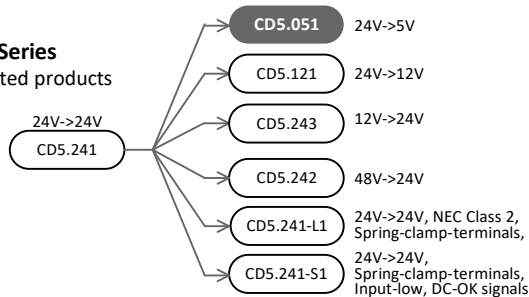 Series
ted products
24V->24V
CD5.241
CD5.051
24V->5V
CD5.121
24V->12V
CD5.243
12V->24V
CD5.242
48V->24V
CD5.241-L1
24V->24V, NEC Class 2,
Spring-clamp-terminals,
CD5.241-S1
24V->24V,
Spring-clamp-terminals,
Input-low, DC-OK signals